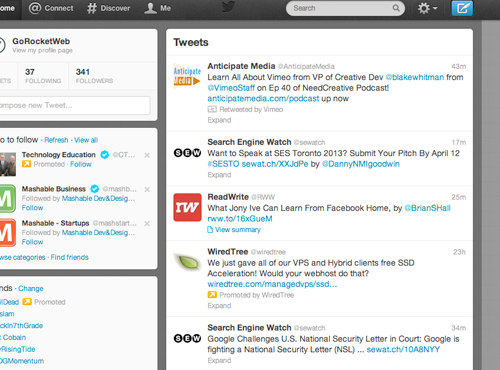 ome
Connect
# Discover
Me
Search
GoRocketWeb
View my profile page
ETS
37
FOLLOWING
341
FOLLOWERS
ompose new Tweet...
o to follow · Refresh · View all
Technology Education @CT...
Promoted · Follow
Mashable Business @mashb...
Followed by Mashable Dev&Desig...
Follow
Mashable - Startups @mashstart...
Followed by Mashable Dev&Desig...
Follow
owse categories · Find friends
nds · Change
ilDead Promoted
slam
ckIn7thGrade
t Cobain
yRisingTide
OGMomentum
Tweets
Anticipate Media @AnticipateMedia 43m
Anticipate Media
Learn All About Vimeo from VP of Creative Dev @blakewhitman from
@VimeoStaff on Ep 40 of NeedCreative Podcast!
anticipatemedia.com/podcast up now
Retweeted by Vimeo
Expand
Search Engine Watch @sewatch 17m
SEW
Want to Speak at SES Toronto 2013? Submit Your Pitch By April 12
#SESTO sewat.ch/XXJdPe by @DannyNMIgoodwin
Expand
ReadWrite @RWW 25m
rw
What Jony Ive Can Learn From Facebook Home, by @BrianSHall
rww.to/16xGueM
View summary
WiredTree @wiredtree 23h
We just gave all of our VPS and Hybrid clients free SSD
Acceleration! Would your webhost do that?
wiredtree.com/managedvps/ssd...
Promoted by WiredTree
Expand
Search Engine Watch @sewatch 34m
SEW
Google Challenges U.S. National Security Letter in Court: Google is
fighting a National Security Letter (NSL) ... sewat.ch/10A8NYY
Expand